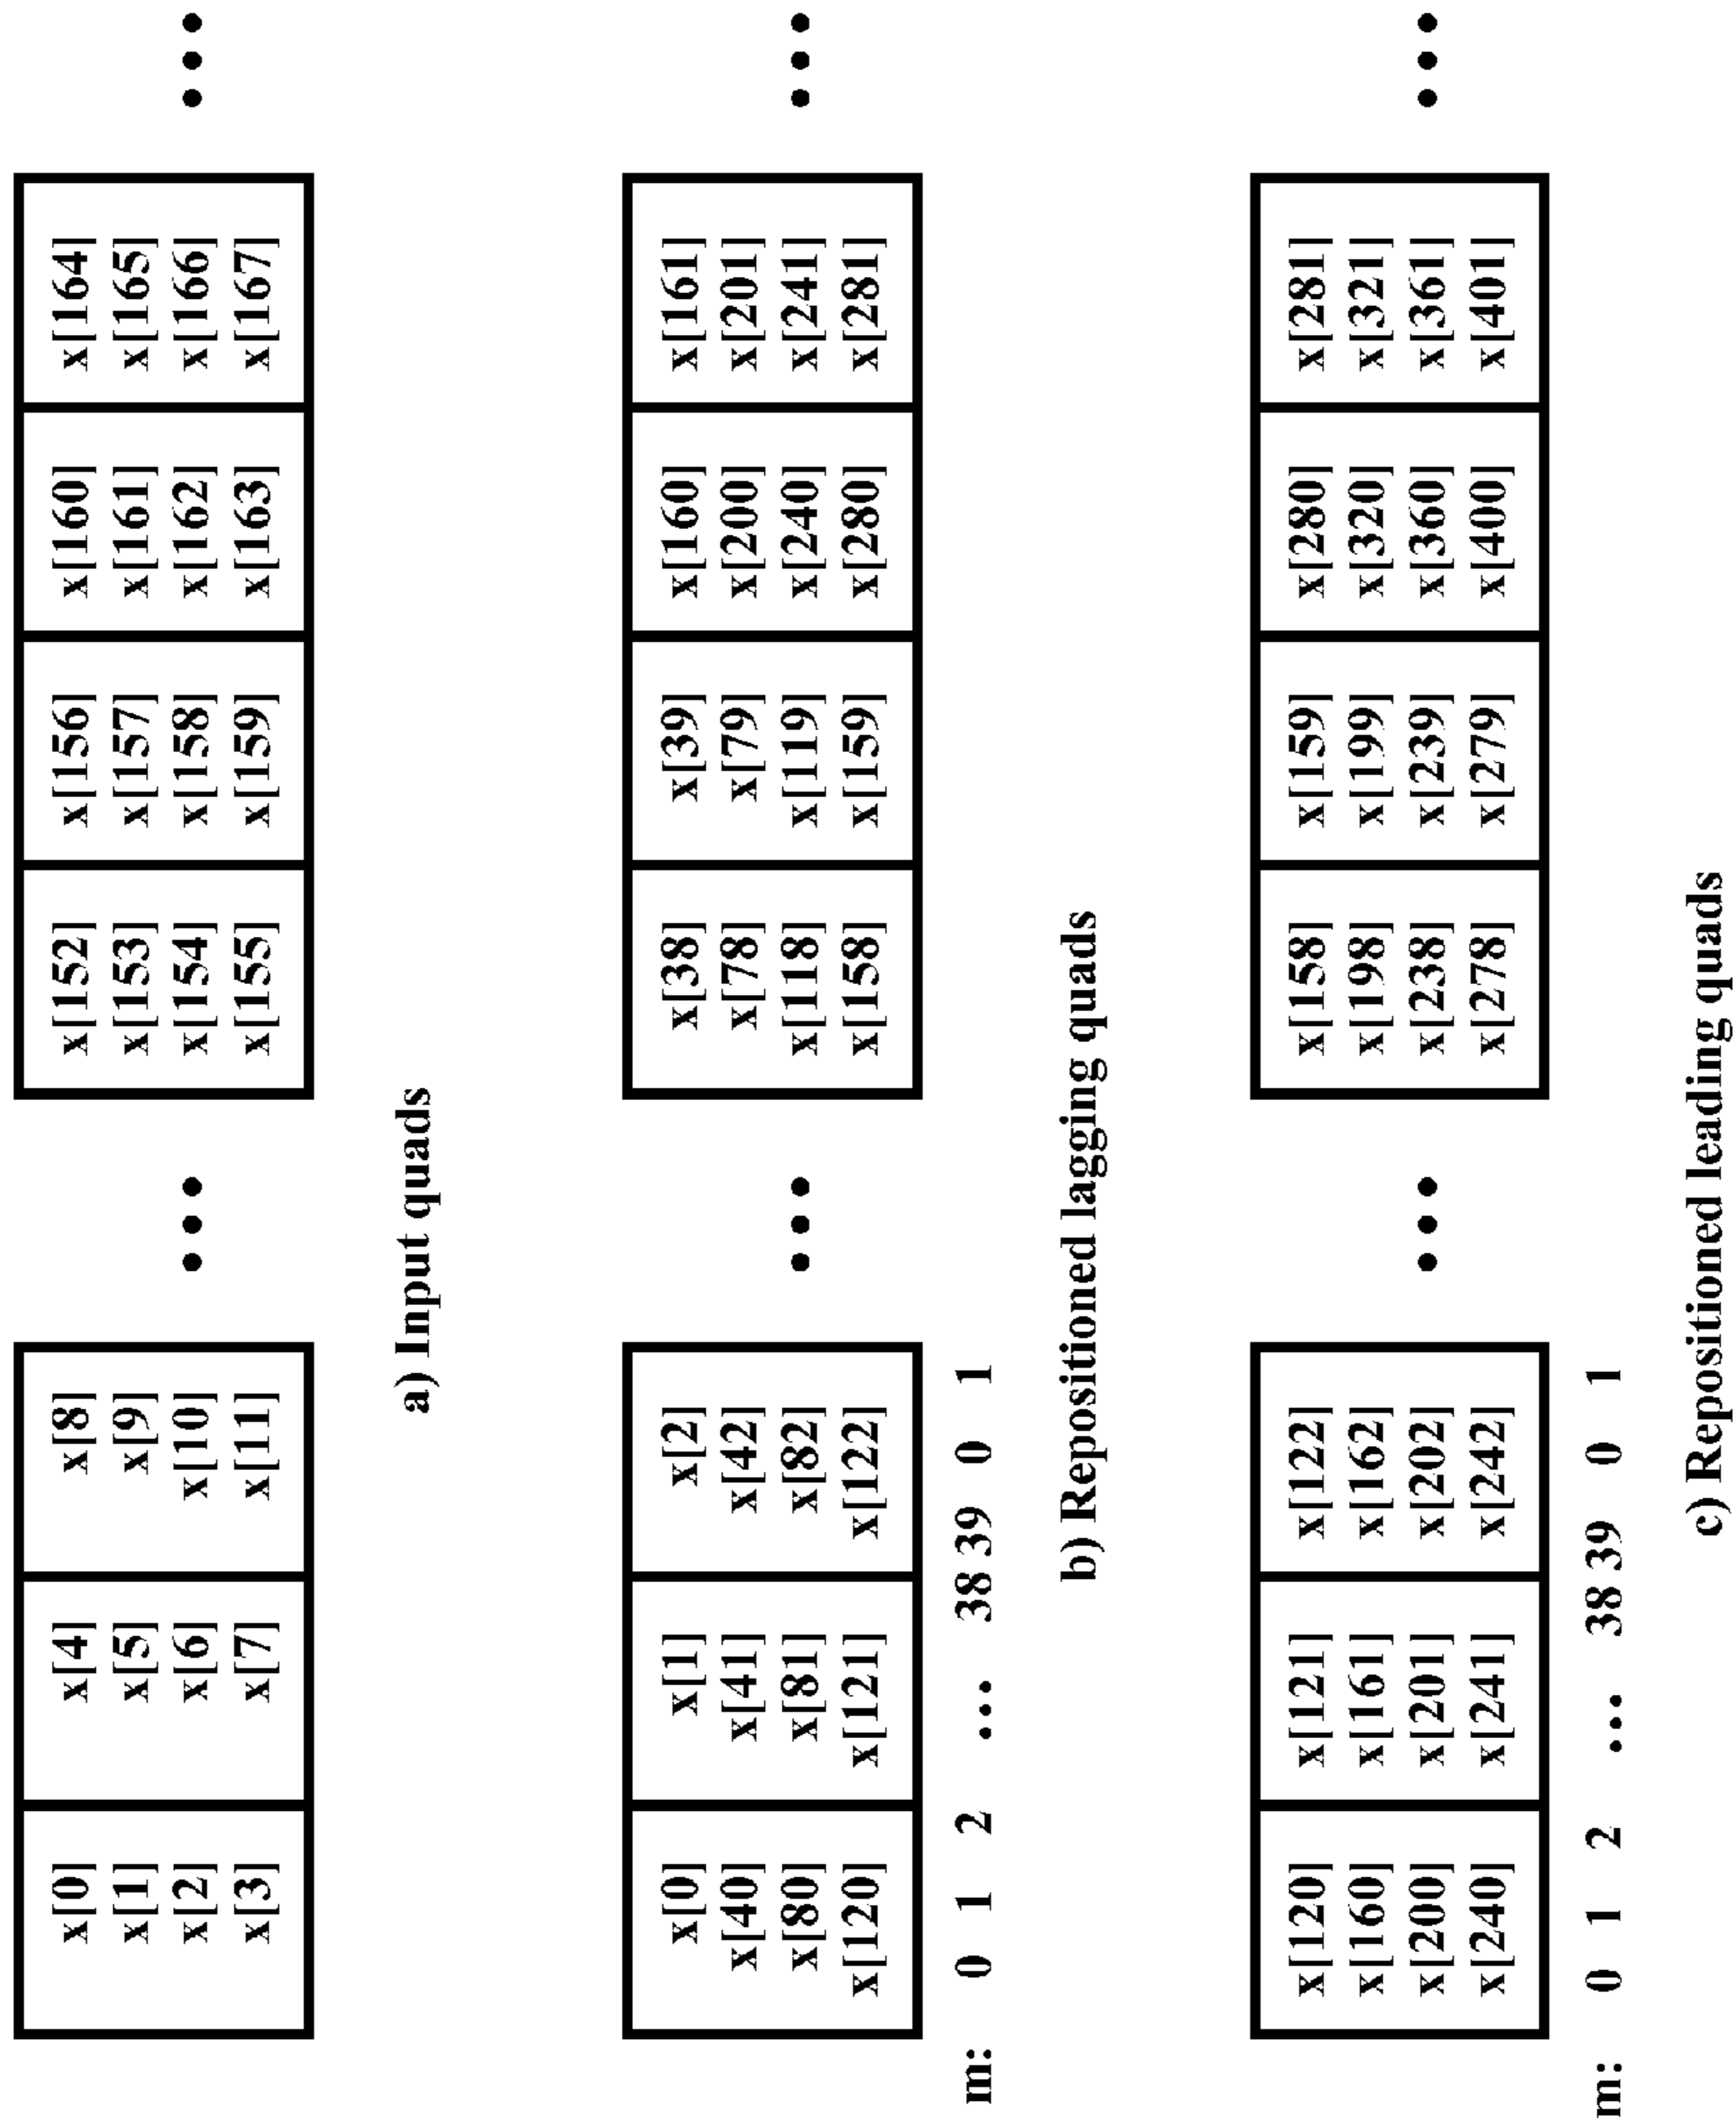 x[0] x[4] x[8] x[152] x[156] x[160] x[164]
x[1] x[5] x[9] x[153] x[157] x[161] x[165]
x[2] x[6] x[10] ••• x[154] x[158] x[162] x[166] •••
x[3] x[7] x[11] x[155] x[159] x[163] x[167]
a) Input quads
x[0] x[1] x[2] x[38] x[39] x[160] x[161]
x[40] x[41] x[42] x[78] x[79] x[200] x[201]
x[80] x[81] x[82] ••• x[118] x[119] x[240] x[241] •••
x[120] x[121] x[122] x[158] x[159] x[280] x[281]
m: 0 1 2 ... 38 39 0 1
b) Repositioned lagging quads
x[120] x[121] x[122] x[158] x[159] x[280] x[281]
x[160] x[161] x[162] x[198] x[199] x[320] x[321]
x[200] x[201] x[202] ••• x[238] x[239] x[360] x[361] •••
x[240] x[241] x[242] x[278] x[279] x[400] x[401]
m: 0 1 2 ... 38 39 0 1
c) Repositioned leading quads